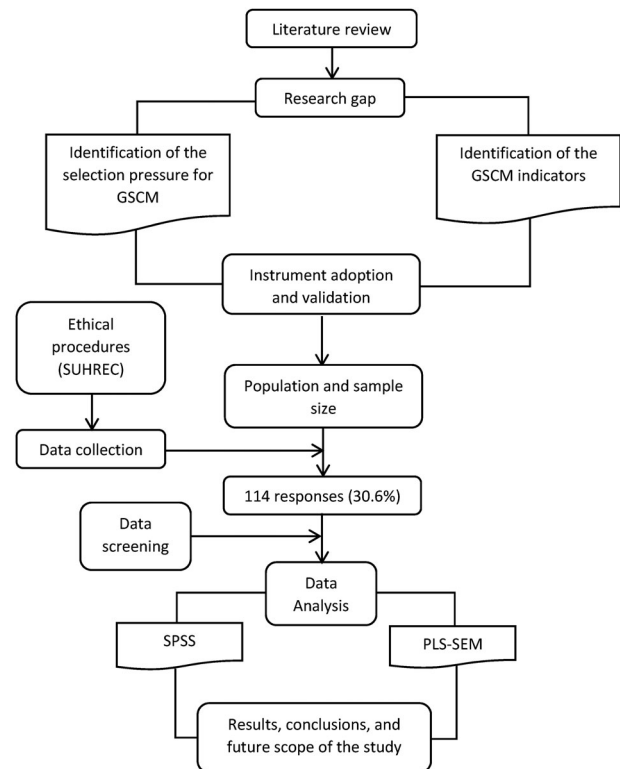 Literature review
Research gap
Identification of the
selection pressure for
GSCM
Identification of the
GSCM indicators
Instrument adoption
and validation
Ethical
procedures
(SUHREC)
Population and sample
size
Data collection
114 responses (30.6%)
Data
screening
Data
Analysis
SPSS
PLS-SEM
Results, conclusions, and
future scope of the study